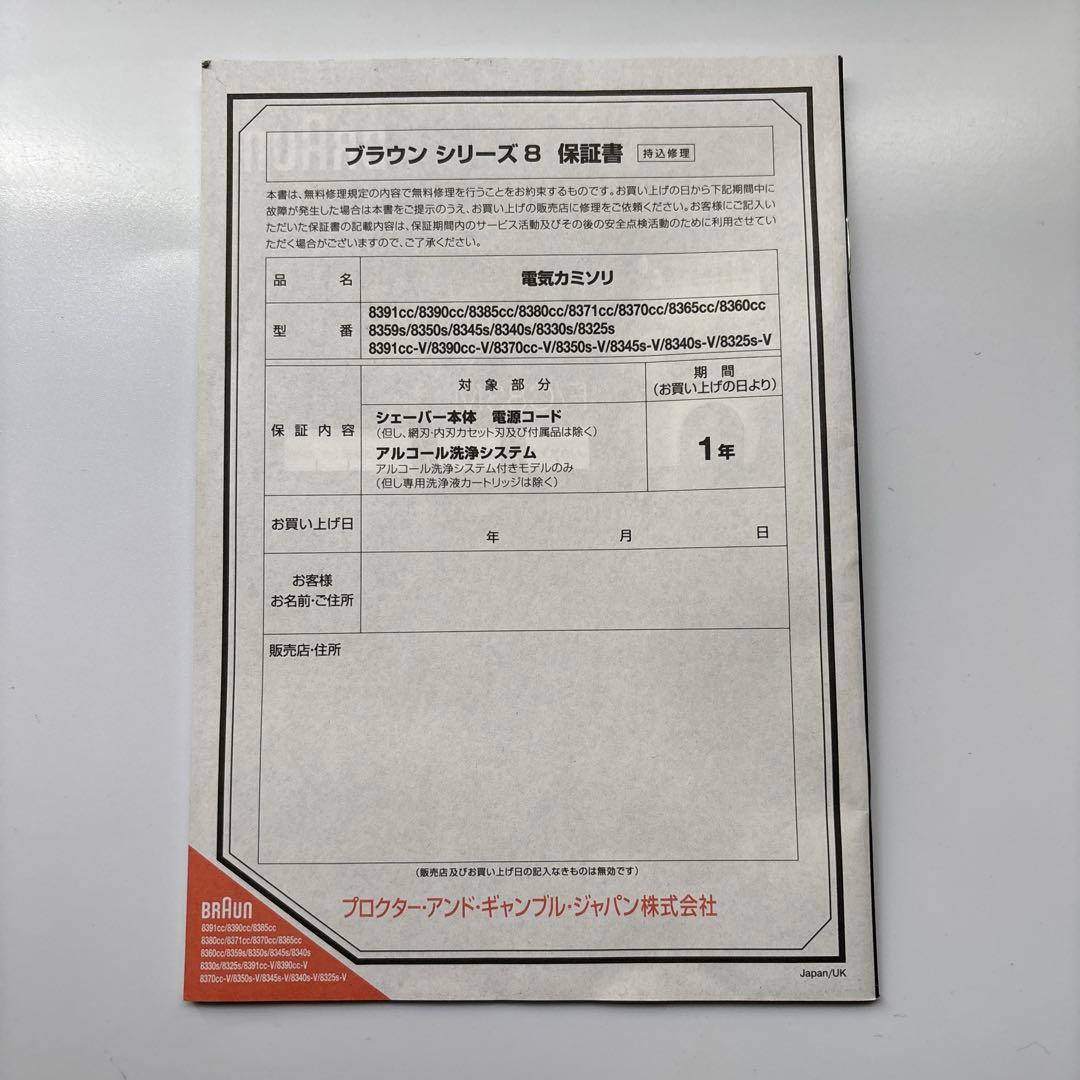 ブラウン シリーズ8 保証書 持込修理
本書は、無料修理規定の内容で無料修理を行うことをお約束するものです。お買い上げの日から下記期間中に
故障が発生した場合は本書をご提示のうえ、お買い上げの販売店に修理をご依頼ください。お客様にご記入い
ただいた保証書の記載内容は、保証期間内のサービス活動及びその後の安全点検活動のために利用させてい
ただく場合がございますので、ご了承ください。
品名 電気カミソリ
型番
8391cc/8390cc/8385cc/8380cc/8371cc/8370cc/8365cc/8360cc
8359s/8350s/8345s/8340s/8330s/8325s
8391cc-V/8390cc-V/8370cc-V/8350s-V/8345s-V/8340s-V/8325s-V
保証内容
対象部分
期間
(お買い上げの日より)
シェーバー本体 電源コード
(但し、網刃・内刃カセット刃及び付属品は除く)
アルコール洗浄システム
アルコール洗浄システム付きモデルのみ
(但し専用洗浄液カートリッジは除く)
1年
お買い上げ日 年 月 日
お客様
お名前・ご住所
販売店・住所
(販売店及びお買い上げ日の記入なきものは無効です)
プロクター・アンド・ギャンブル・ジャパン株式会社
BRAUN
8391cc/8390cc/8385cc
8380cc/8371cc/8370cc/8365cc
8360cc/8359s/8350s/8345s/8340s
8330s/8325s/8391cc-V/8390cc-V
8370cc-V/8350s-V/8345s-V/8340s-V/8325s-V
Japan/UK